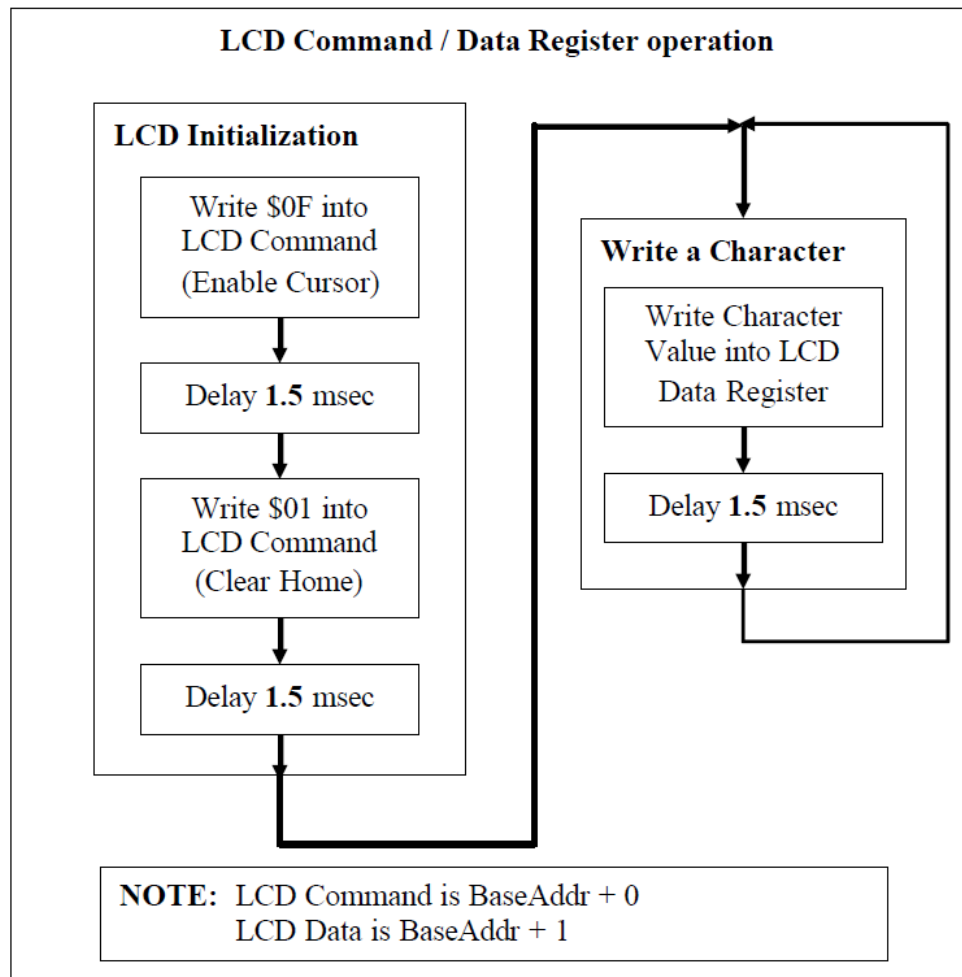 LCD Command / Data Register operation
LCD Initialization
Write $0F into
LCD Command
(Enable Cursor)
Delay 1.5 msec
Write $01 into
LCD Command
(Clear Home)
Delay 1.5 msec
Write a Character
Write Character
Value into LCD
Data Register
Delay 1.5 msec
NOTE: LCD Command is BaseAddr + 0
LCD Data is BaseAddr + 1